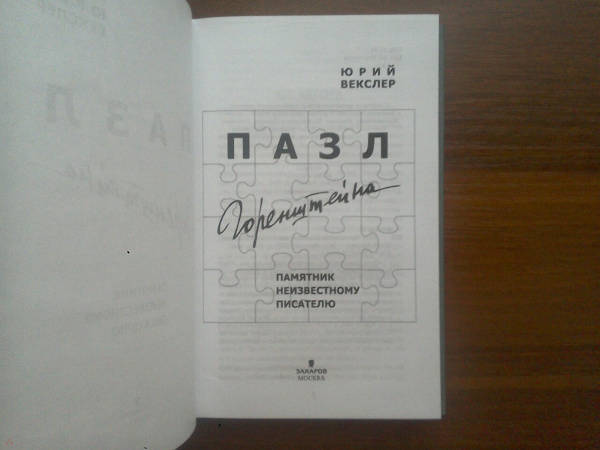 ЮРИЙ
ВЕКСЛЕР
ПАЗЛ
Горенштейна
ПАМЯТНИК
НЕИЗВЕСТНОМУ
ПИСАТЕЛЮ
ЗАХАРОВ
МОСКВА